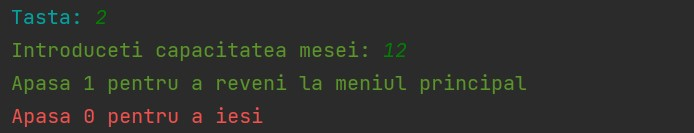 Tasta: 2
Introduceti capacitatea mesei: 12
Apasa 1 pentru a reveni la meniul principal
Apasa 0 pentru a iesi